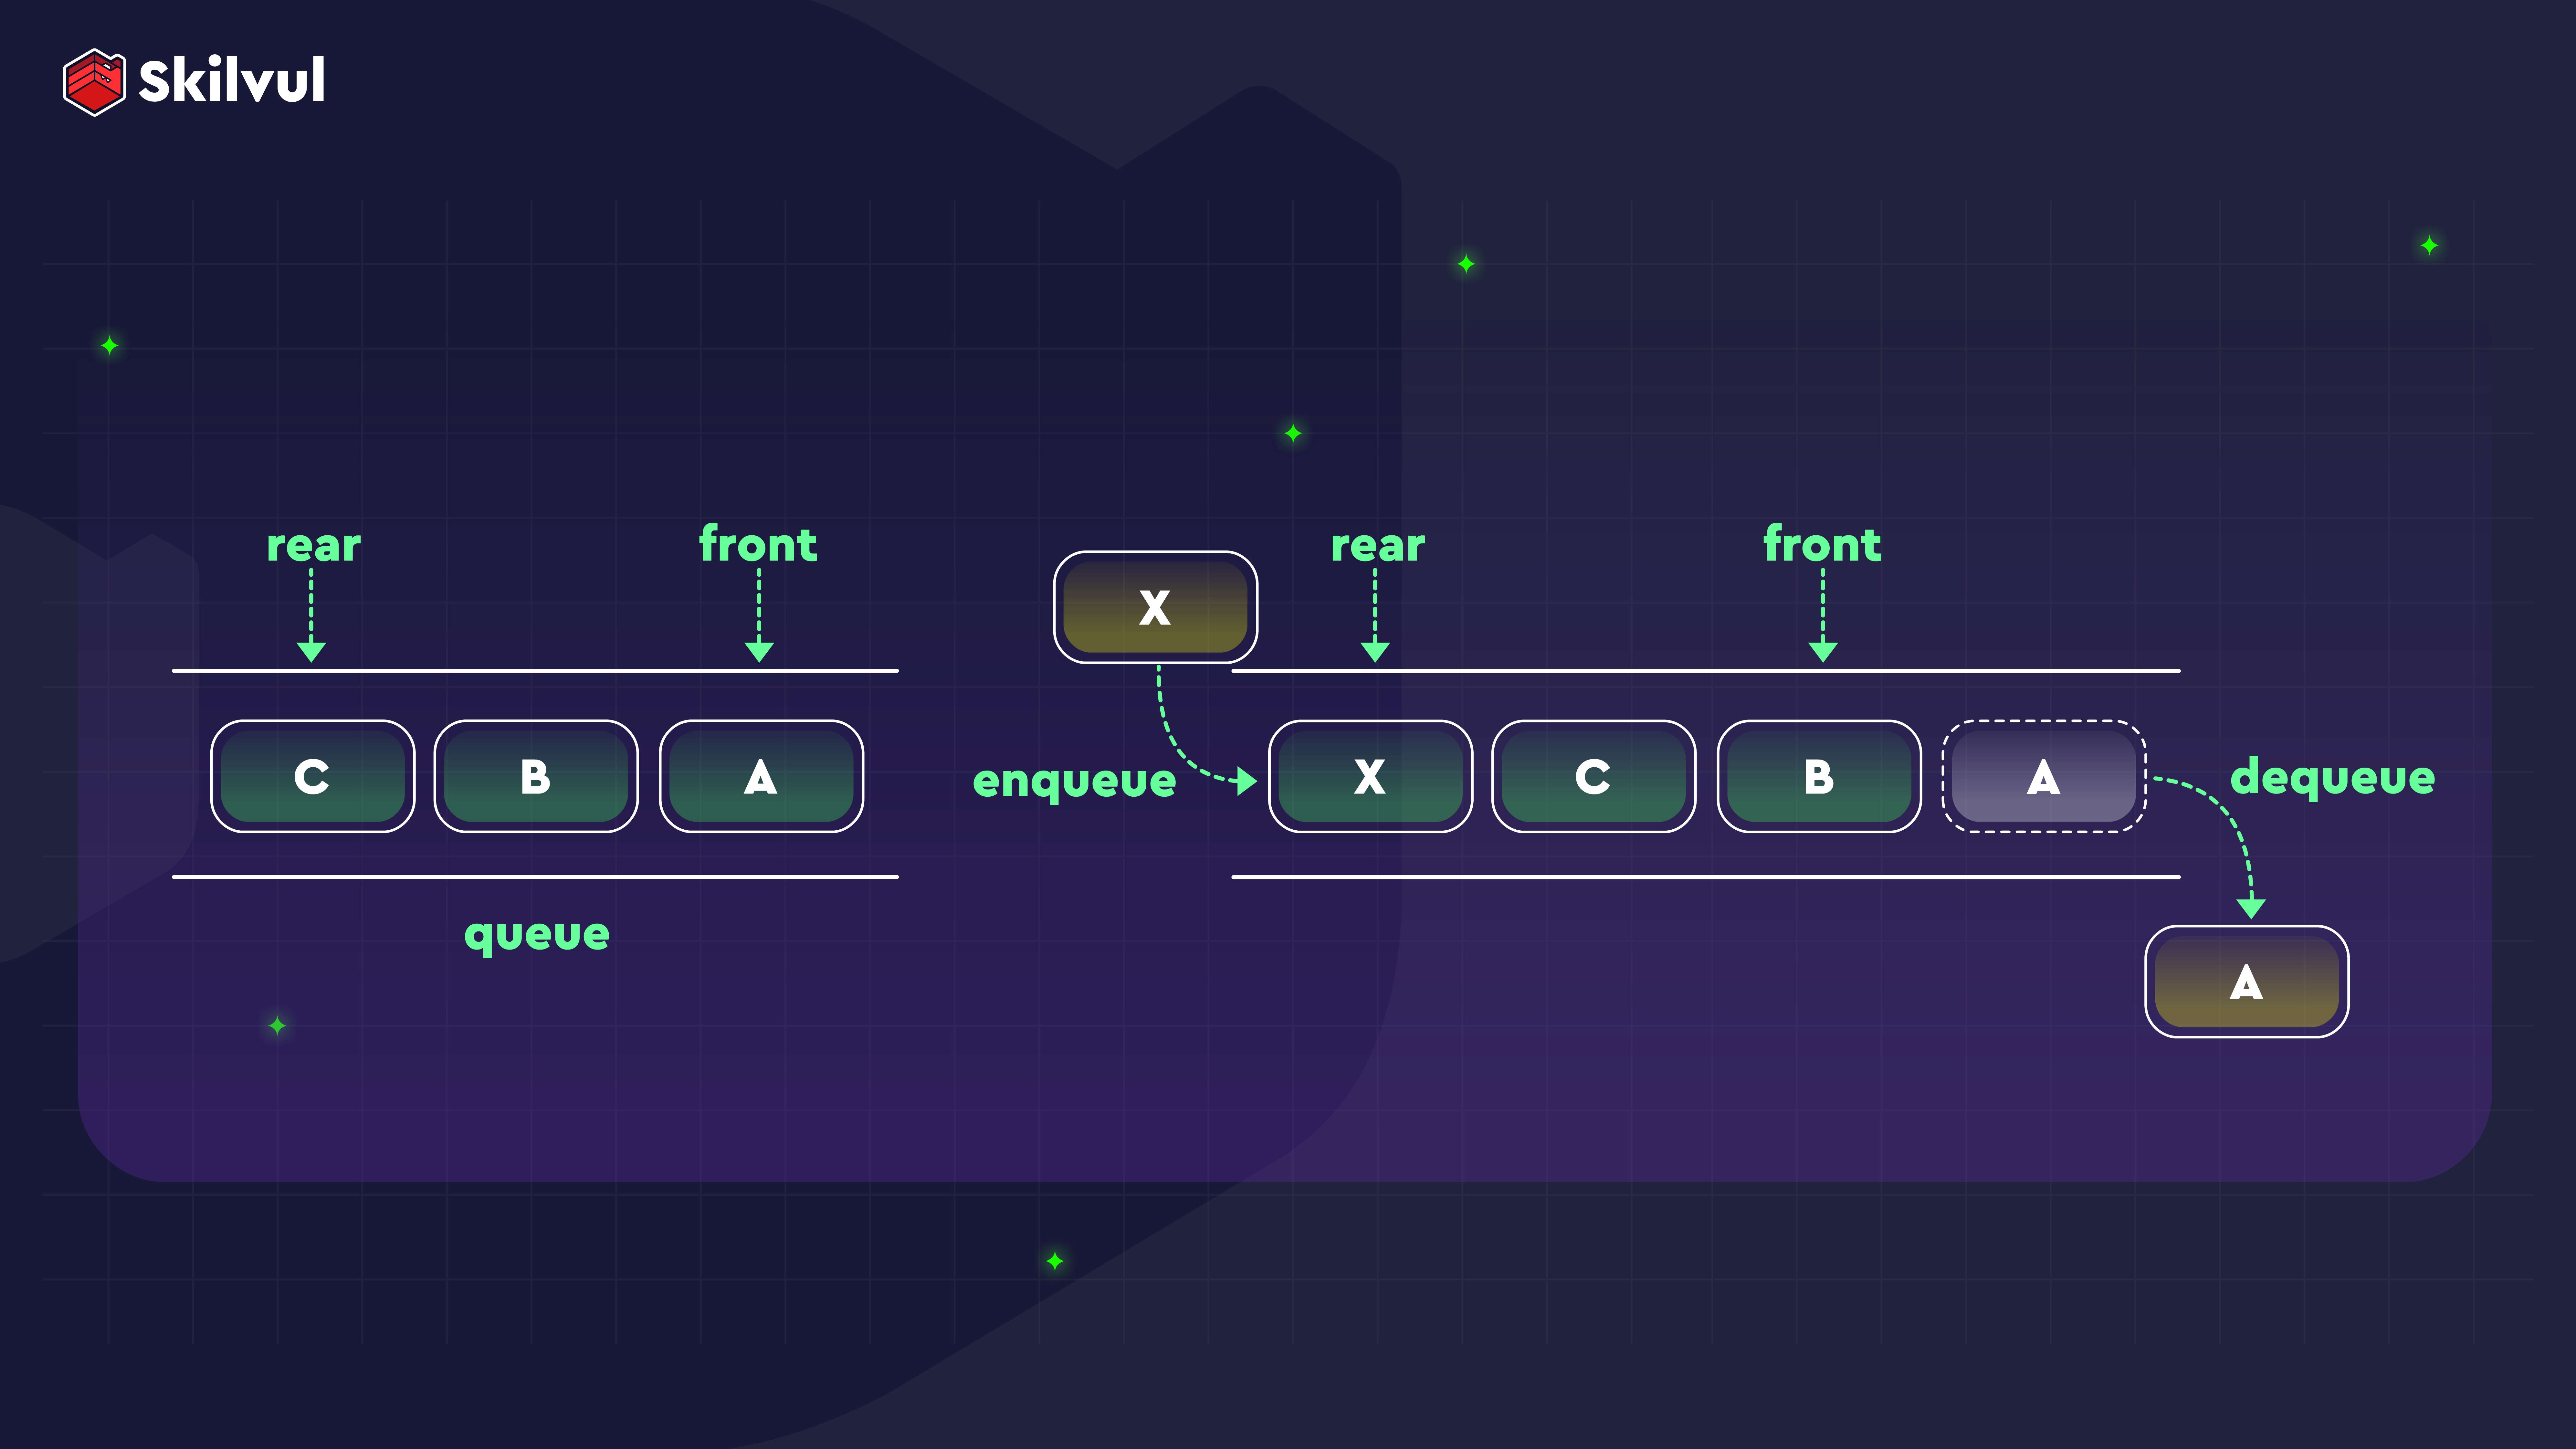 Skilvul
rear
front
C
B
A
queue
X
rear
front
enqueue
X
C
B
A
dequeue
A